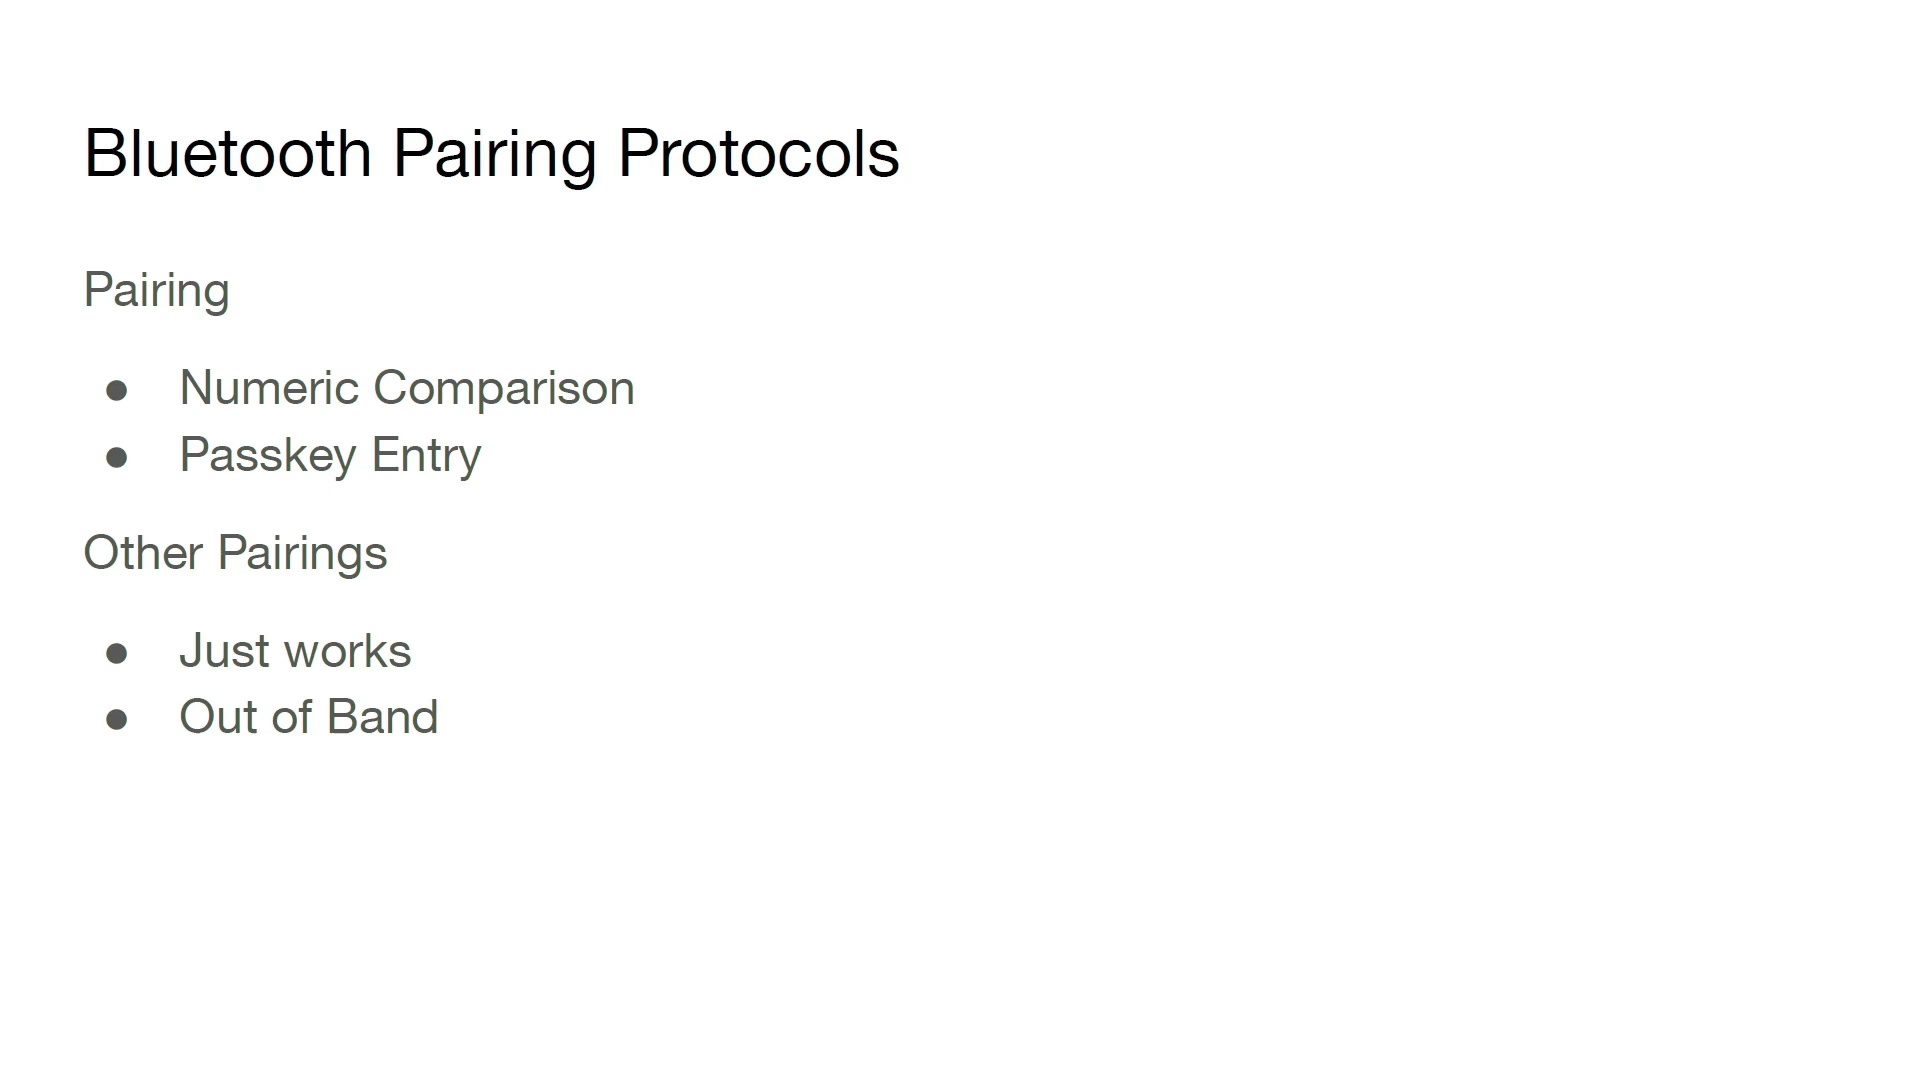 Bluetooth Pairing Protocols
Pairing
● Numeric Comparison
● Passkey Entry
Other Pairings
● Just works
● Out of Band